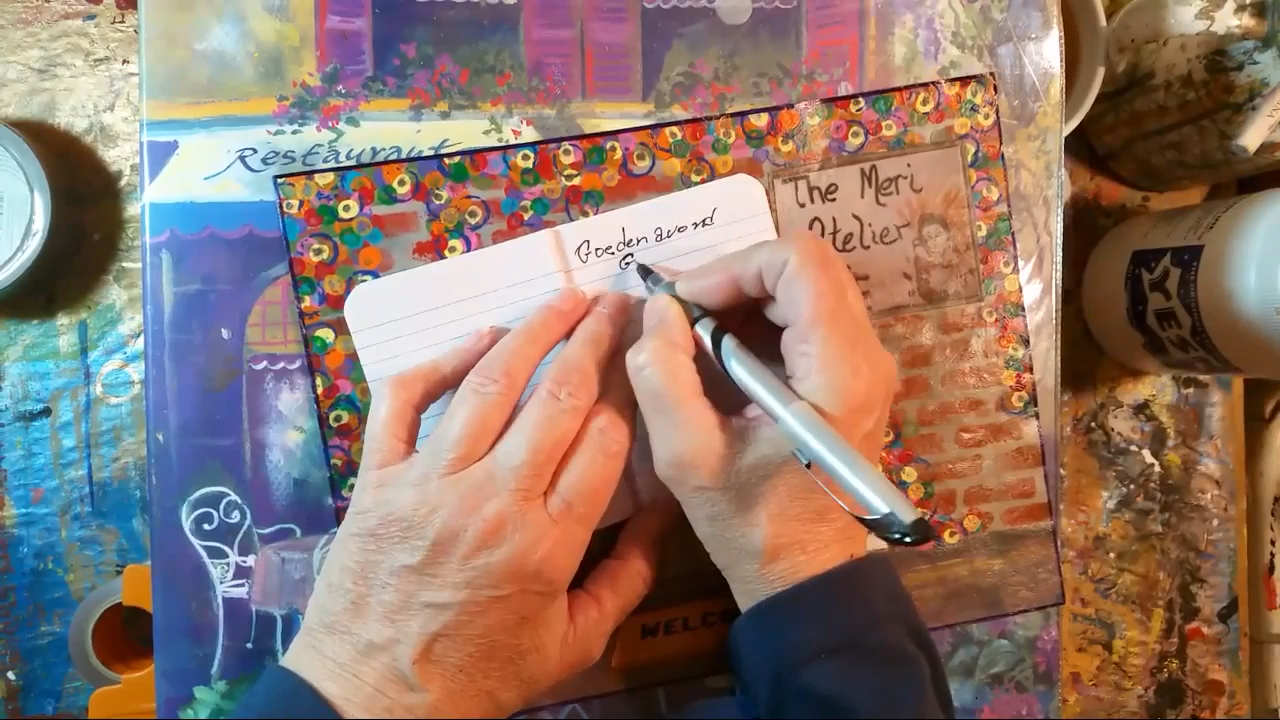 Restaurant
The Meri
Atelier
Goeden avond
G
WELCO
YES!